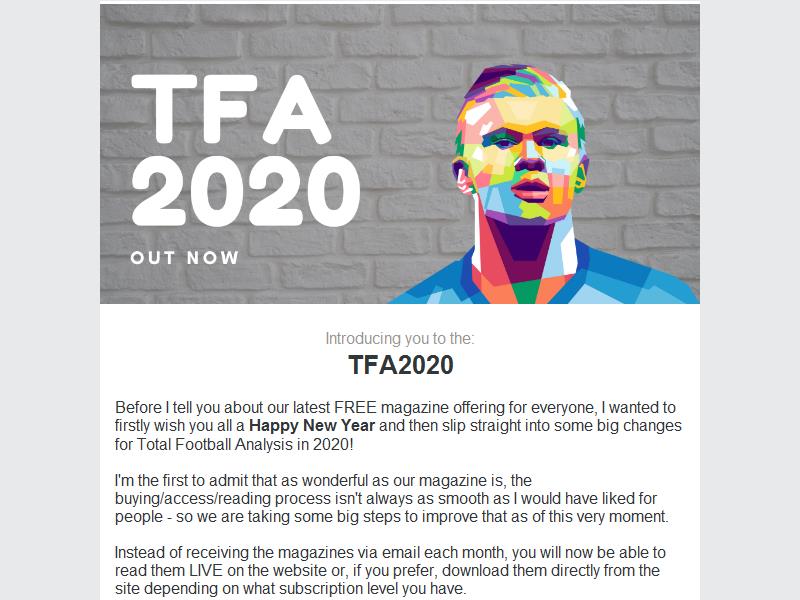 TFA
2020
OUT NOW
Introducing you to the:
TFA2020
Before I tell you about our latest FREE magazine offering for everyone, I wanted to
firstly wish you all a Happy New Year and then slip straight into some big changes
for Total Football Analysis in 2020!
I'm the first to admit that as wonderful as our magazine is, the
buying/access/reading process isn't always as smooth as I would have liked for
people - so we are taking some big steps to improve that as of this very moment.
Instead of receiving the magazines via email each month, you will now be able to
read them LIVE on the website or, if you prefer, download them directly from the
site depending on what subscription level you have.